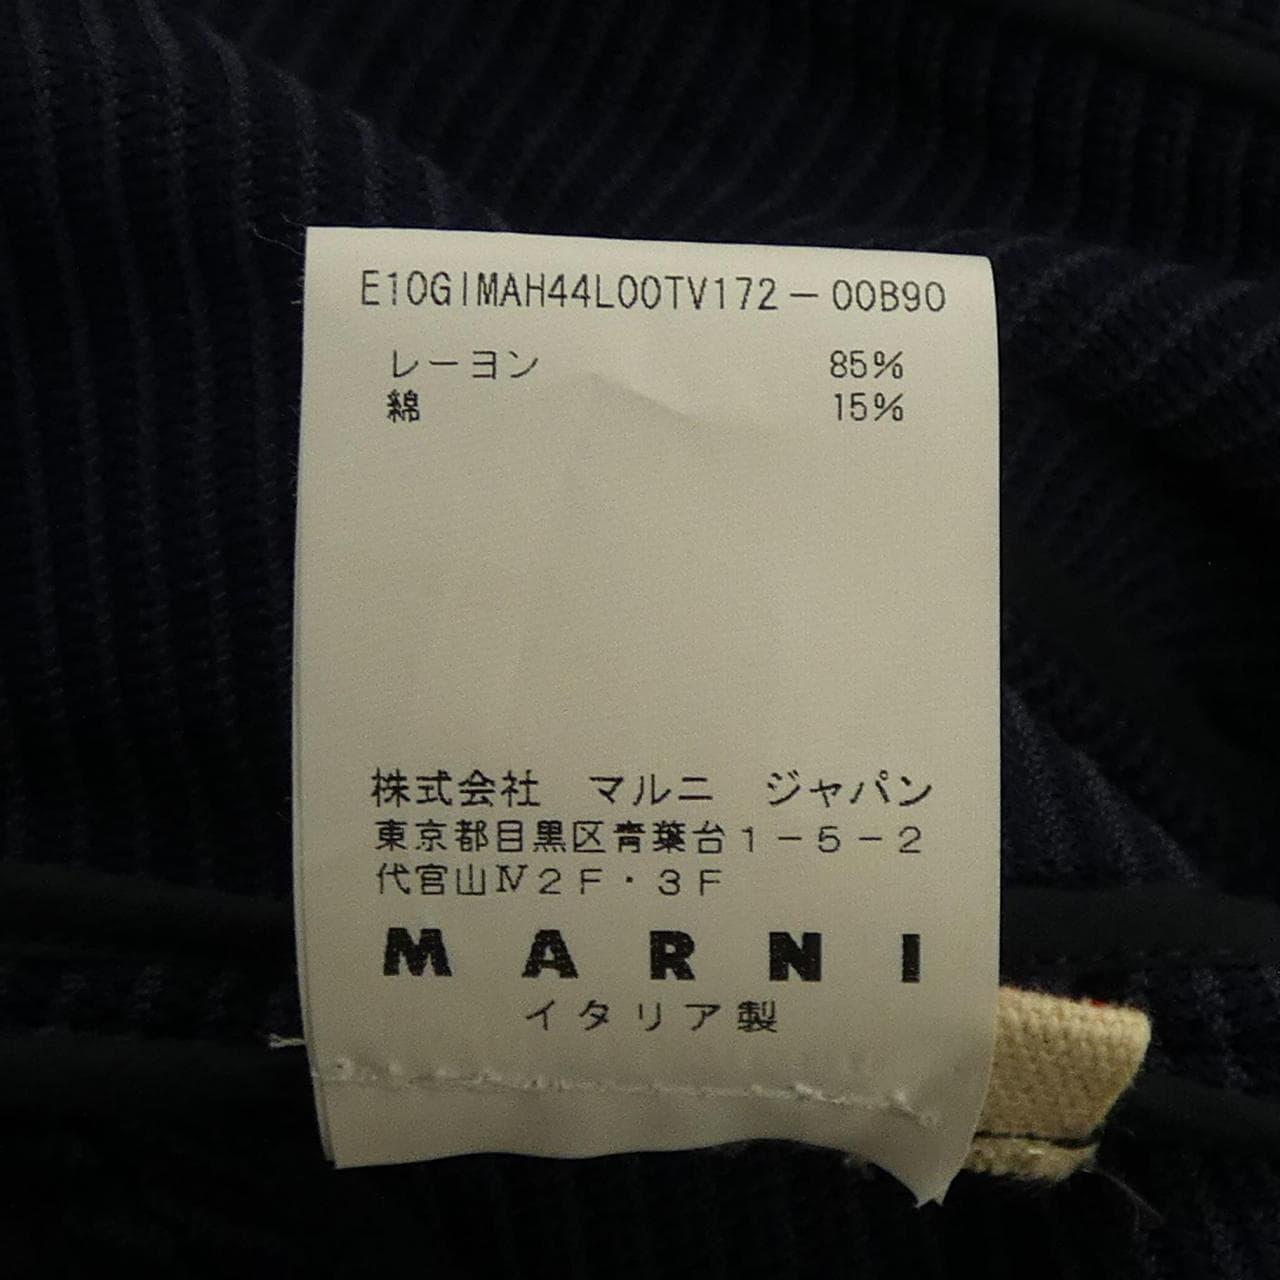 E10GIMAH44L00TV172-00B90
レーヨン 85%
綿 15%
株式会社 マルニ ジャパン
東京都目黒区青葉台1-5-2
代官山Ⅳ2F・3F
MARNI
イタリア製